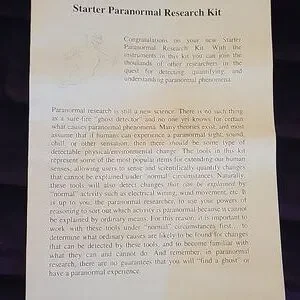 Starter Paranormal Research Kit
Congratulations on your new Starter
Paranormal Research Kit. With the
instruments in this kit you can join the
thousands of other researchers in the
quest for detecting, quantifying, and
understanding paranormal phenomena.
Paranormal research is still a new science. There is no such
thing as a sure-fire "ghost detector" and no one yet knows for certain
what causes paranormal phenomena. Many theories exist, and most
assume that if humans can experience a paranormal sight, sound,
chill, or other sensation, then there should be some type of
detectable physical/environmental change. The tools in this kit
represent some of the most popular items for extending our human
senses, allowing users to sense and scientifically quantify changes
that cannot be explained under "normal" circumstances. Naturally,
these tools will also detect changes that can be explained by
"normal" activity such as electrical wiring, wind movement, etc. It
is up to you, the paranormal researcher, to use your powers of
reasoning to sort out which activity is paranormal because it cannot
be explained by ordinary means. For this reason, it is important to
work with these tools under "normal" circumstances first... to
determine what ordinary causes are likely to be found for changes
that can be detected by these tools, and to become familiar with
what they can and cannot do. And remember, in paranormal
research, there are no guarantees that you will "find a ghost" or
have a paranormal experience.